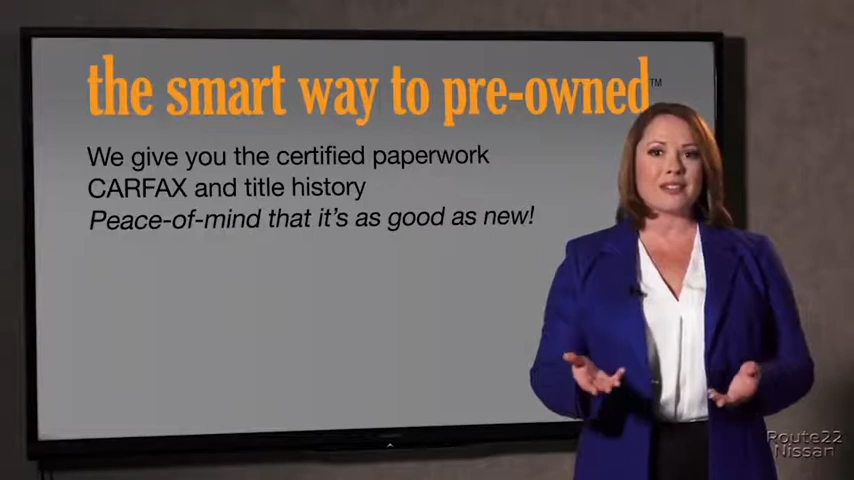 the smart way to pre-owned™
We give you the certified paperwork
CARFAX and title history
Peace-of-mind that it's as good as new!
Route22
Nissan